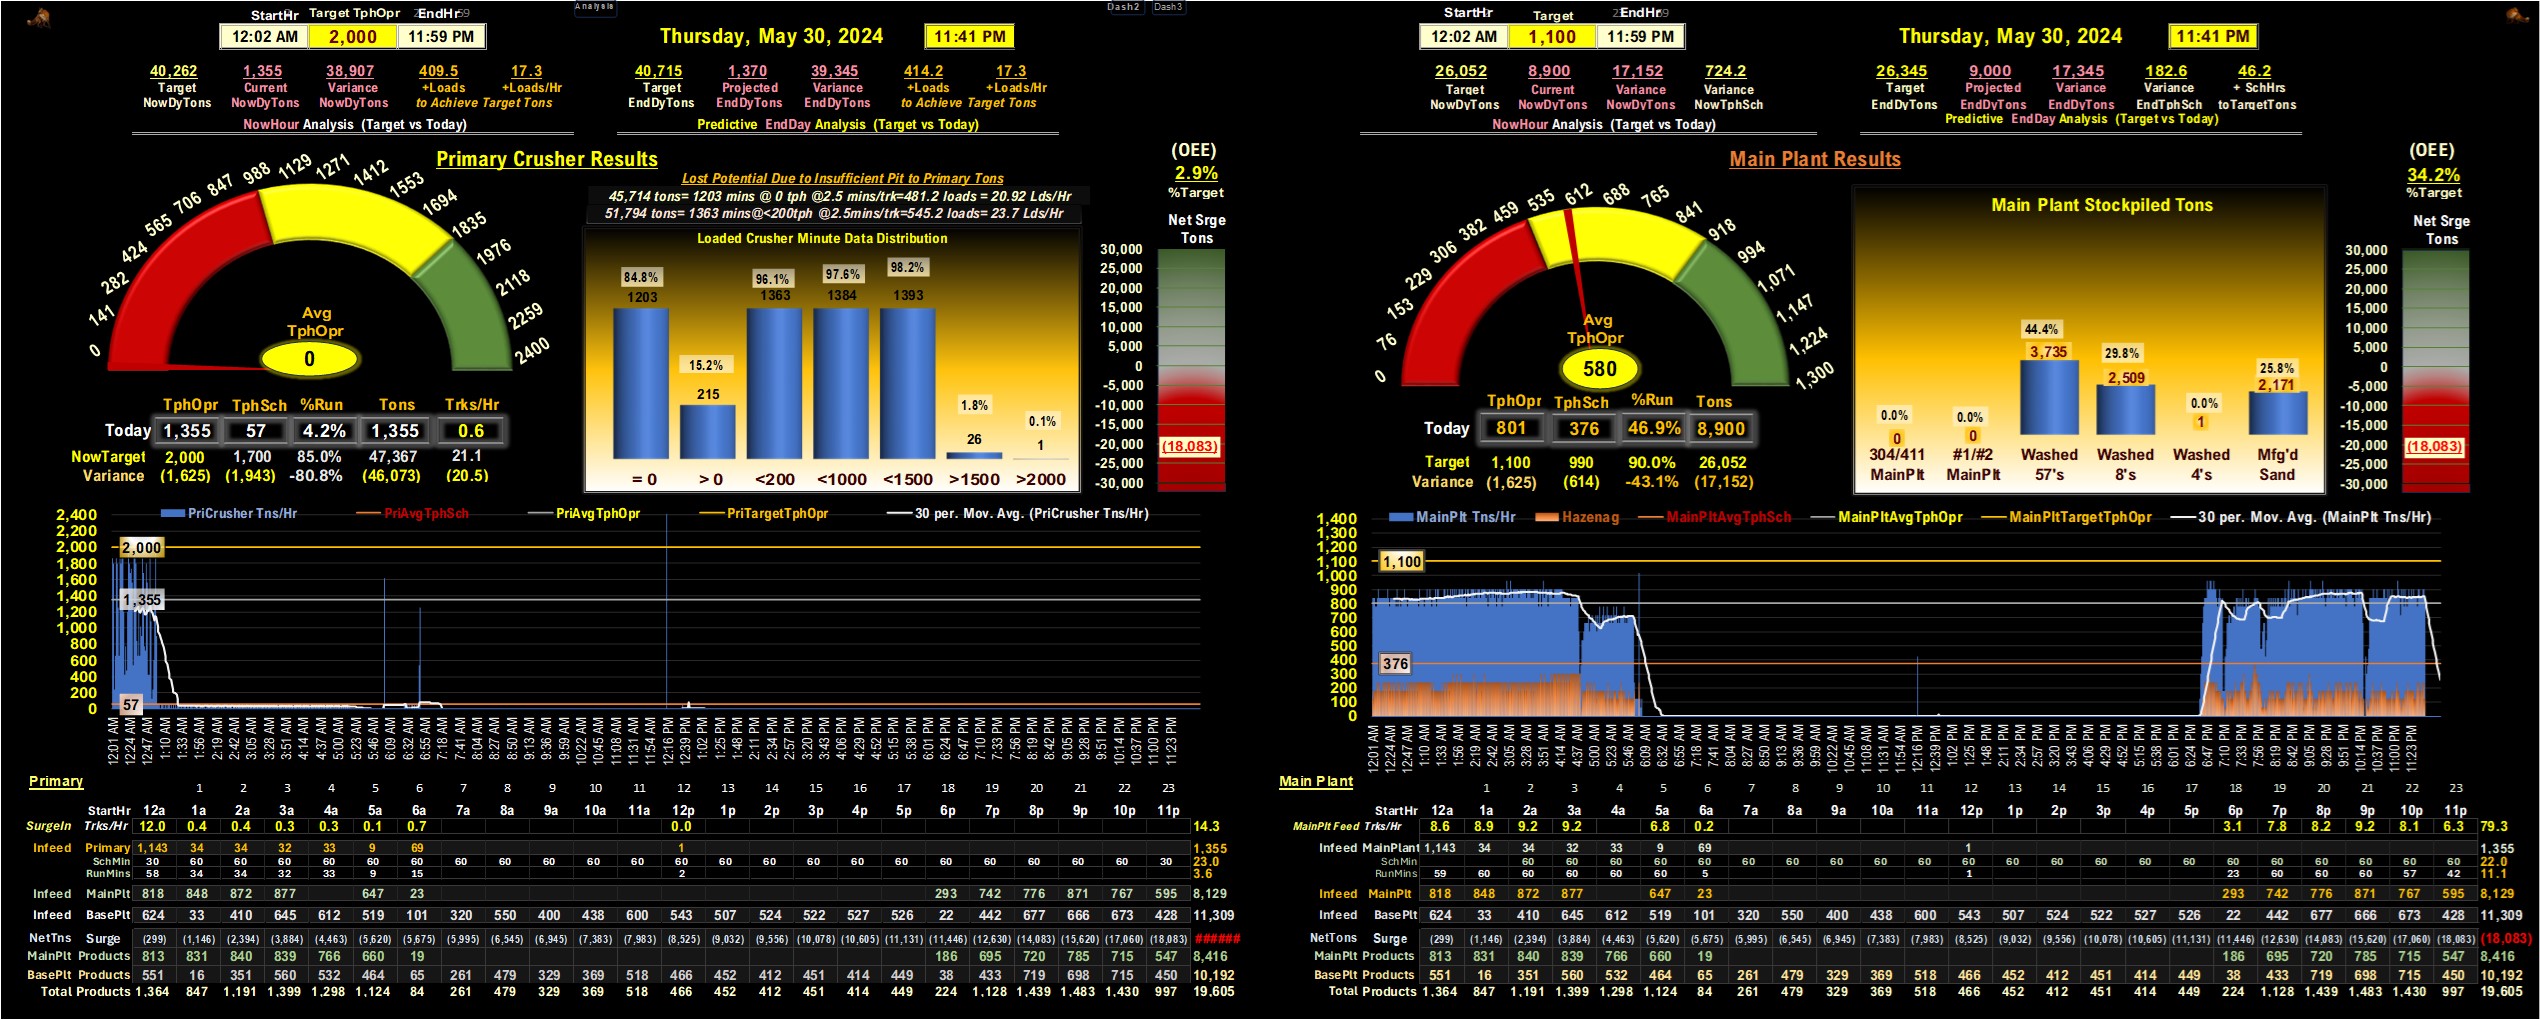 Analysis
Dash2 Dash3
StartHr Target TphOpr EndHr
12:02 AM 2,000 11:59 PM
Thursday, May 30, 2024 11:41 PM
40,262 1,355 38,907 409.5 17.3
Target Current Variance +Loads +Loads/Hr
NowDyTons NowDyTons NowDyTons to Achieve Target Tons
NowHour Analysis (Target vs Today)
40,715 1,370 39,345 414.2 17.3
Target Projected Variance +Loads +Loads/Hr
EndDyTons EndDyTons EndDyTons to Achieve Target Tons
Predictive EndDay Analysis (Target vs Today)
Primary Crusher Results
(OEE)
2.9%
%Target
Lost Potential Due to Insufficient Pit to Primary Tons
45,714 tons= 1203 mins @ 0 tph @2.5 mins/trk=481.2 loads = 20.92 Lds/Hr
51,794 tons= 1363 mins@<200tph @2.5mins/trk=545.2 loads= 23.7 Lds/Hr
0 141 282 424 565 706 847 988 1129 1271 1412 1553 1694 1835 1976 2118 2259 2400
Avg
TphOpr
0
Loaded Crusher Minute Data Distribution
84.8% 15.2% 96.1% 97.6% 98.2% 1.8% 0.1%
1203 215 1363 1384 1393 26 1
= 0 > 0 <200 <1000 <1500 >1500 >2000
Net Srge
Tons
30,000
25,000
20,000
15,000
10,000
5,000
0
-5,000
-10,000
-15,000
-20,000
-25,000
-30,000
(18,083)
TphOpr TphSch %Run Tons Trks/Hr
Today 1,355 57 4.2% 1,355 0.6
NowTarget 2,000 1,700 85.0% 47,367 21.1
Variance (1,625) (1,943) -80.8% (46,073) (20.5)
PriCrusher Tns/Hr PriAvgTphSch PriAvgTphOpr PriTargetTphOpr 30 per. Mov. Avg. (PriCrusher Tns/Hr)
2,400
2,200
2,000
1,800
1,600
1,400
1,200
1,000
800
600
400
200
0
2,000
1,355
57
12:01 AM 12:24 AM 12:47 AM 1:10 AM 1:33 AM 1:56 AM 2:19 AM 2:42 AM 3:05 AM 3:28 AM 3:51 AM 4:14 AM 4:37 AM 5:00 AM 5:23 AM 5:46 AM 6:09 AM 6:32 AM 6:55 AM 7:18 AM 7:41 AM 8:04 AM 8:27 AM 8:50 AM 9:13 AM 9:36 AM 9:59 AM 10:22 AM 10:45 AM 11:08 AM 11:31 AM 11:54 AM 12:16 PM 12:39 PM 1:02 PM 1:25 PM 1:48 PM 2:11 PM 2:34 PM 2:57 PM 3:20 PM 3:43 PM 4:06 PM 4:29 PM 4:52 PM 5:15 PM 5:38 PM 6:01 PM 6:24 PM 6:47 PM 7:10 PM 7:33 PM 7:56 PM 8:19 PM 8:42 PM 9:05 PM 9:28 PM 9:51 PM 10:14 PM 10:37 PM 11:00 PM 11:23 PM
Primary
1 2 3 4 5 6 7 8 9 10 11 12 13 14 15 16 17 18 19 20 21 22 23
StartHr 12a 1a 2a 3a 4a 5a 6a 7a 8a 9a 10a 11a 12p 1p 2p 3p 4p 5p 6p 7p 8p 9p 10p 11p
SurgeIn Trks/Hr 12.0 0.4 0.4 0.3 0.3 0.1 0.7 0.0 14.3
Infeed Primary 1,143 34 34 32 33 9 69 1 1,355
SchMin 30 60 60 60 60 60 60 60 60 60 60 60 60 60 60 60 60 60 60 60 60 60 60 30 23.0
RunMins 58 34 34 32 33 9 15 2 3.6
Infeed MainPlt 818 848 872 877 647 23 293 742 776 871 767 595 8,129
Infeed BasePlt 624 33 410 645 612 519 101 320 550 400 438 600 543 507 524 522 527 526 22 442 677 666 673 428 11,309
NetTns Surge (299) (1,146) (2,394) (3,884) (4,463) (5,620) (5,675) (5,995) (6,545) (6,945) (7,383) (7,983) (8,525) (9,032) (9,556) (10,078) (10,605) (11,131) (11,446) (12,630) (14,083) (15,620) (17,060) (18,083) ######
MainPlt Products 813 831 840 839 766 660 19 186 695 720 785 715 547 8,416
BasePlt Products 551 16 351 560 532 464 65 261 479 329 369 518 466 452 412 451 414 449 38 433 719 698 715 450 10,192
Total Products 1,364 847 1,191 1,399 1,298 1,124 84 261 479 329 369 518 466 452 412 451 414 449 224 1,128 1,439 1,483 1,430 997 19,605
StartHr Target EndHr
12:02 AM 1,100 11:59 PM
Thursday, May 30, 2024 11:41 PM
26,052 8,900 17,152 724.2
Target Current Variance Variance
NowDyTons NowDyTons NowDyTons NowTphSch
NowHour Analysis (Target vs Today)
26,345 9,000 17,345 182.6 46.2
Target Projected Variance Variance + SchHrs
EndDyTons EndDyTons EndDyTons EndTphSch toTargetTons
Predictive EndDay Analysis (Target vs Today)
Main Plant Results
(OEE)
34.2%
%Target
0 76 153 229 306 382 459 535 612 688 765 841 918 994 1,071 1,147 1,224 1,300
Avg
TphOpr
580
Main Plant Stockpiled Tons
0.0% 0.0% 44.4% 29.8% 0.0% 25.8%
0 0 3,735 2,509 1 2,171
304/411 #1/#2 Washed Washed Washed Mfg'd
MainPlt MainPlt 57's 8's 4's Sand
Net Srge
Tons
30,000
25,000
20,000
15,000
10,000
5,000
0
-5,000
-10,000
-15,000
-20,000
-25,000
-30,000
(18,083)
TphOpr TphSch %Run Tons
Today 801 376 46.9% 8,900
Target 1,100 990 90.0% 26,052
Variance (1,625) (614) -43.1% (17,152)
MainPlt Tns/Hr Hazenag MainPltAvgTphSch MainPltAvgTphOpr MainPltTargetTphOpr 30 per. Mov. Avg. (MainPlt Tns/Hr)
1,400
1,300
1,200
1,100
1,000
900
800
700
600
500
400
300
200
100
0
1,100
376
12:01 AM 12:24 AM 12:47 AM 1:10 AM 1:33 AM 1:56 AM 2:19 AM 2:42 AM 3:05 AM 3:28 AM 3:51 AM 4:14 AM 4:37 AM 5:00 AM 5:23 AM 5:46 AM 6:09 AM 6:32 AM 6:55 AM 7:18 AM 7:41 AM 8:04 AM 8:27 AM 8:50 AM 9:13 AM 9:36 AM 9:59 AM 10:22 AM 10:45 AM 11:08 AM 11:31 AM 11:54 AM 12:16 PM 12:39 PM 1:02 PM 1:25 PM 1:48 PM 2:11 PM 2:34 PM 2:57 PM 3:20 PM 3:43 PM 4:06 PM 4:29 PM 4:52 PM 5:15 PM 5:38 PM 6:01 PM 6:24 PM 6:47 PM 7:10 PM 7:33 PM 7:56 PM 8:19 PM 8:42 PM 9:05 PM 9:28 PM 9:51 PM 10:14 PM 10:37 PM 11:00 PM 11:23 PM
Main Plant
1 2 3 4 5 6 7 8 9 10 11 12 13 14 15 16 17 18 19 20 21 22 23
StartHr 12a 1a 2a 3a 4a 5a 6a 7a 8a 9a 10a 11a 12p 1p 2p 3p 4p 5p 6p 7p 8p 9p 10p 11p
MainPlt Feed Trks/Hr 8.6 8.9 9.2 9.2 6.8 0.2 3.1 7.8 8.2 9.2 8.1 6.3 79.3
Infeed MainPlant 1,143 34 34 32 33 9 69 1 1,355
SchMin 60 60 60 60 60 60 60 60 60 60 60 60 60 60 60 60 60 60 60 60 60 60 22.0
RunMins 59 60 60 60 60 60 5 1 23 60 60 60 57 42 11.1
Infeed MainPlt 818 848 872 877 647 23 293 742 776 871 767 595 8,129
Infeed BasePlt 624 33 410 645 612 519 101 320 550 400 438 600 543 507 524 522 527 526 22 442 677 666 673 428 11,309
NetTons Surge (299) (1,146) (2,394) (3,884) (4,463) (5,620) (5,675) (5,995) (6,545) (6,945) (7,383) (7,983) (8,525) (9,032) (9,556) (10,078) (10,605) (11,131) (11,446) (12,630) (14,083) (15,620) (17,060) (18,083) (18,083)
MainPlt Products 813 831 840 839 766 660 19 186 695 720 785 715 547 8,416
BasePlt Products 551 16 351 560 532 464 65 261 479 329 369 518 466 452 412 451 414 449 38 433 719 698 715 450 10,192
Total Products 1,364 847 1,191 1,399 1,298 1,124 84 261 479 329 369 518 466 452 412 451 414 449 224 1,128 1,439 1,483 1,430 997 19,605